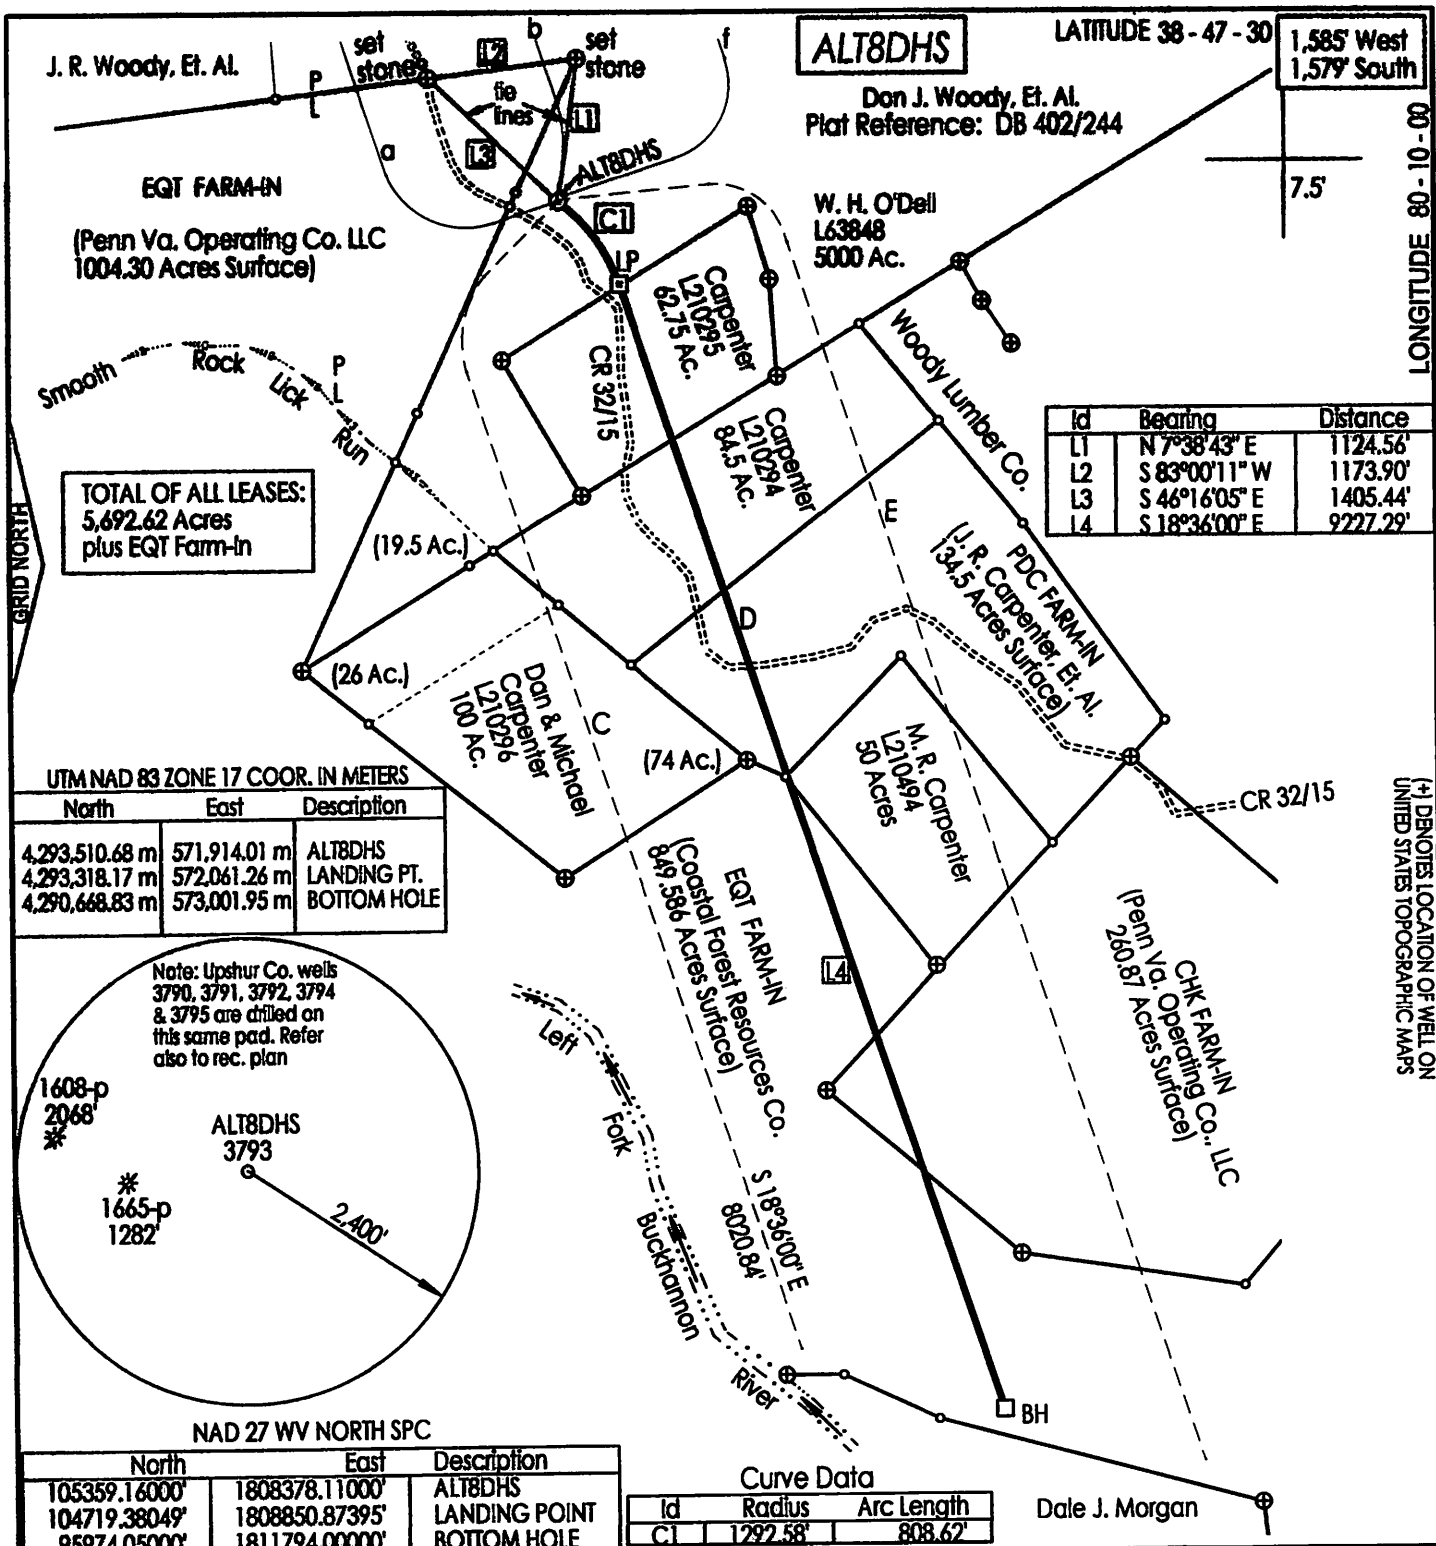 ALT8DHS
LATITUDE 38 - 47 - 30
1,585' West
1,579' South
LONGITUDE 80 - 10 - 00
7.5'
J. R. Woody, Et. Al.
P
L
set
stone
L2
set
stone
b
f
a
tie
lines
L1
L3
ALT8DHS
C1
LP
Don J. Woody, Et. Al.
Plat Reference: DB 402/244
EQT FARM-IN
(Penn Va. Operating Co. LLC
1004.30 Acres Surface)
W. H. O'Dell
L63848
5000 Ac.
Smooth
Rock
Lick
Run
P
L
Carpenter
L210295
62.75 Ac.
CR 32/15
Carpenter
L210294
84.5 Ac.
Woody Lumber Co.
Id Bearing Distance
L1 N 7°38'43" E 1124.56'
L2 S 83°00'11" W 1173.90'
L3 S 46°16'05" E 1405.44'
L4 S 18°36'00" E 9227.29'
GRID NORTH
TOTAL OF ALL LEASES:
5,692.62 Acres
plus EQT Farm-in
(19.5 Ac.)
(26 Ac.)
(74 Ac.)
Dan & Michael
Carpenter
L210296
100 Ac.
C
D
E
PDC FARM-IN
(J. R. Carpenter, Et. Al.
134.5 Acres Surface)
M. R. Carpenter
L210494
50 Acres
CR 32/15
(+) DENOTES LOCATION OF WELL ON
UNITED STATES TOPOGRAPHIC MAPS
UTM NAD 83 ZONE 17 COOR. IN METERS
North East Description
4,293,510.68 m 571,914.01 m ALT8DHS
4,293,318.17 m 572,061.26 m LANDING PT.
4,290,668.83 m 573,001.95 m BOTTOM HOLE
Note: Upshur Co. wells
3790, 3791, 3792, 3794
& 3795 are drilled on
this same pad. Refer
also to rec. plan
1608-p
2068'
ALT8DHS
3793
1665-p
1282'
2,400'
EQT FARM-IN
(Coastal Forest Resources Co.
849.586 Acres Surface)
L4
CHK FARM-IN
(Penn Va. Operating Co., LLC
260.87 Acres Surface)
Left
Fork
Buckhannon
River
S 18°36'00" E
8020.84'
BH
NAD 27 WV NORTH SPC
North East Description
105359.16000' 1808378.11000' ALT8DHS
104719.38049' 1808850.87395' LANDING POINT
95974.05000' 1811794.00000' BOTTOM HOLE
Curve Data
Id Radius Arc Length
C1 1292.58' 808.62'
Dale J. Morgan